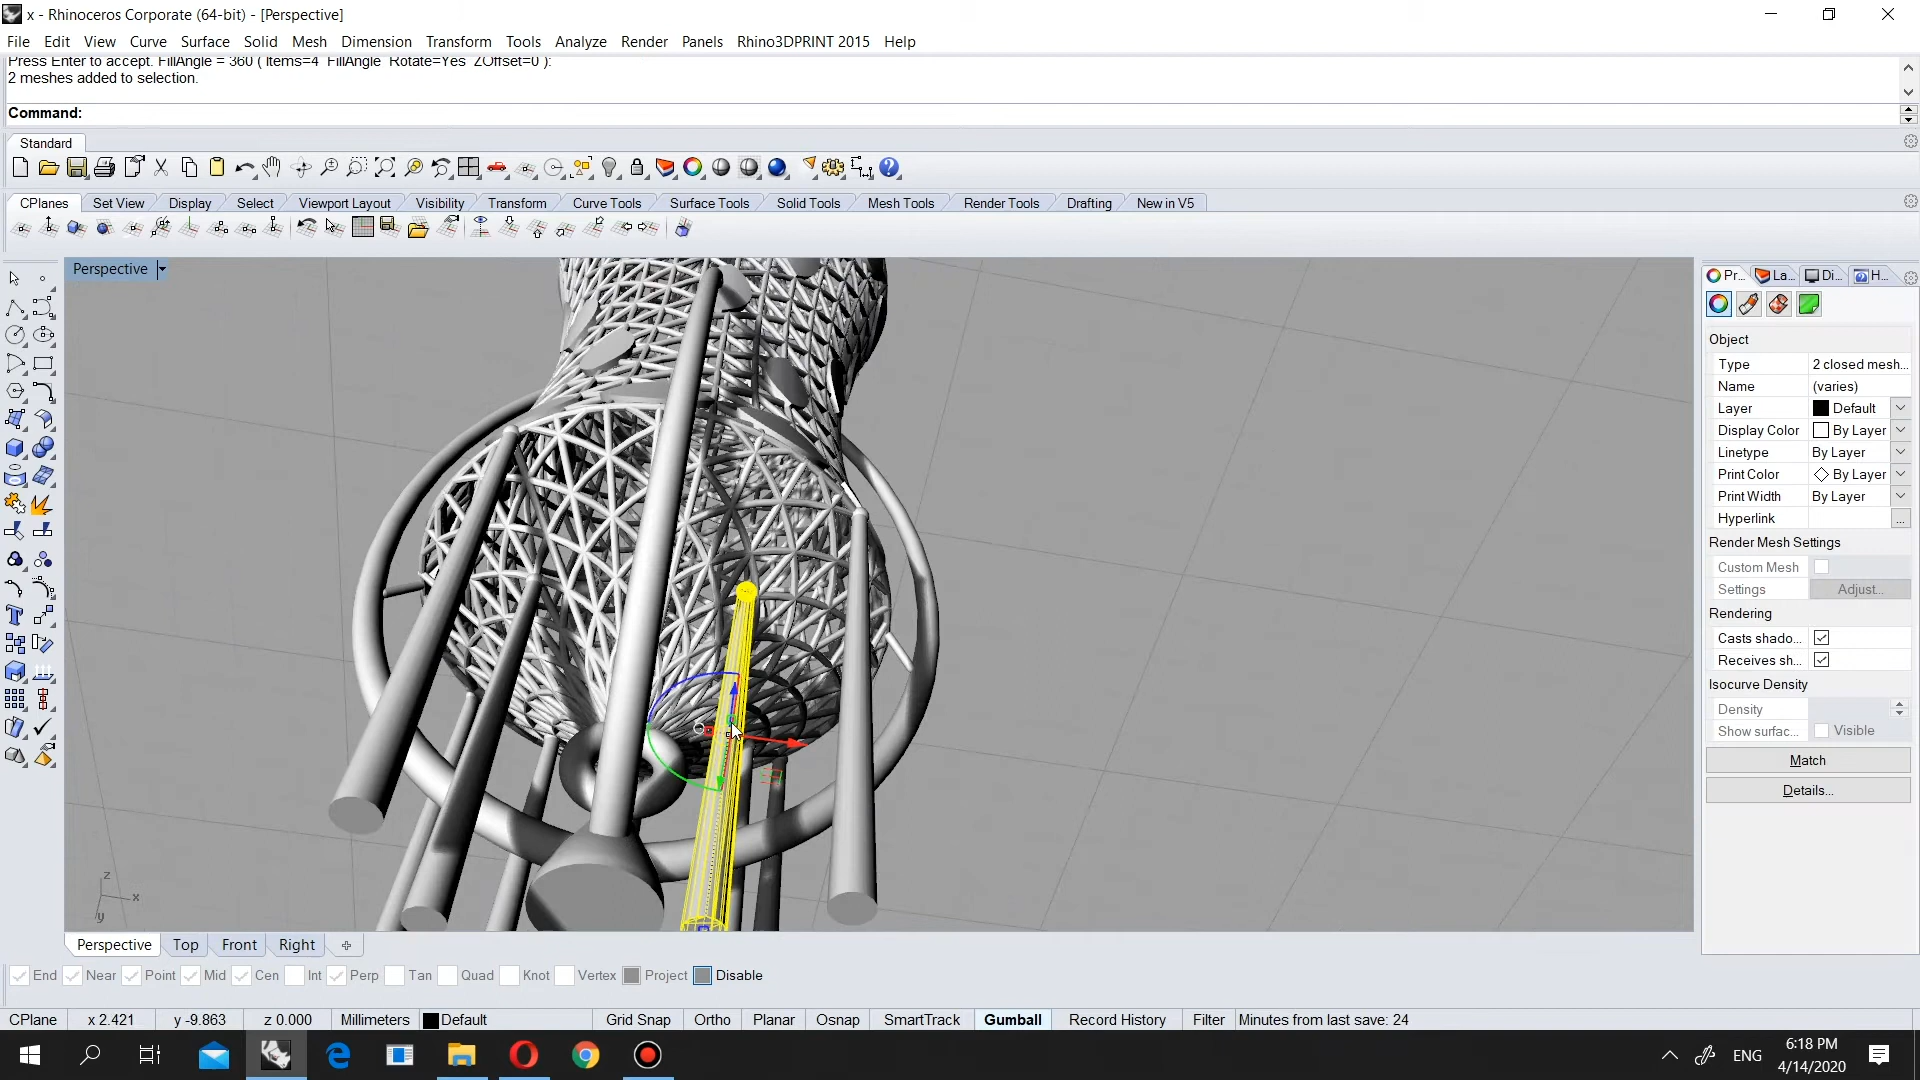 x - Rhinoceros Corporate (64-bit) - [Perspective]
File Edit View Curve Surface Solid Mesh Dimension Transform Tools Analyze Render Panels Rhino3DPRINT 2015 Help
Press Enter to accept. FillAngle = 360 ( Items=4 FillAngle Rotate=Yes ZOffset=0 ):
2 meshes added to selection.
Command:
Standard
CPlanes Set View Display Select Viewport Layout Visibility Transform Curve Tools Surface Tools Solid Tools Mesh Tools Render Tools Drafting New in V5
Perspective
Pr... La... Di... H...
Object
Type 2 closed mesh...
Name (varies)
Layer Default
Display Color By Layer
Linetype By Layer
Print Color By Layer
Print Width By Layer
Hyperlink ...
Render Mesh Settings
Custom Mesh
Settings Adjust...
Rendering
Casts shado...
Receives sh...
Isocurve Density
Density
Show surfac... Visible
Match
Details...
z
x
y
Perspective Top Front Right
End Near Point Mid Cen Int Perp Tan Quad Knot Vertex Project Disable
CPlane x 2.421 y -9.863 z 0.000 Millimeters Default Grid Snap Ortho Planar Osnap SmartTrack Gumball Record History Filter Minutes from last save: 24
ENG
6:18 PM
4/14/2020